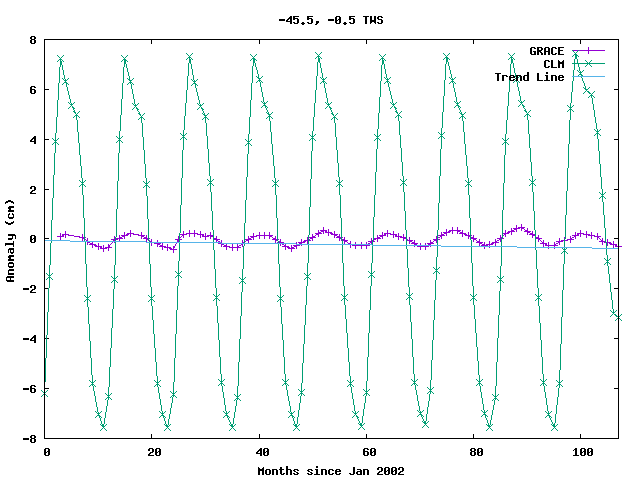 -45.5, -0.5 TWS
GRACE
CLM
Trend Line
8
6
4
2
0
-2
-4
-6
-8
Anomaly (cm)
0 20 40 60 80 100
Months since Jan 2002